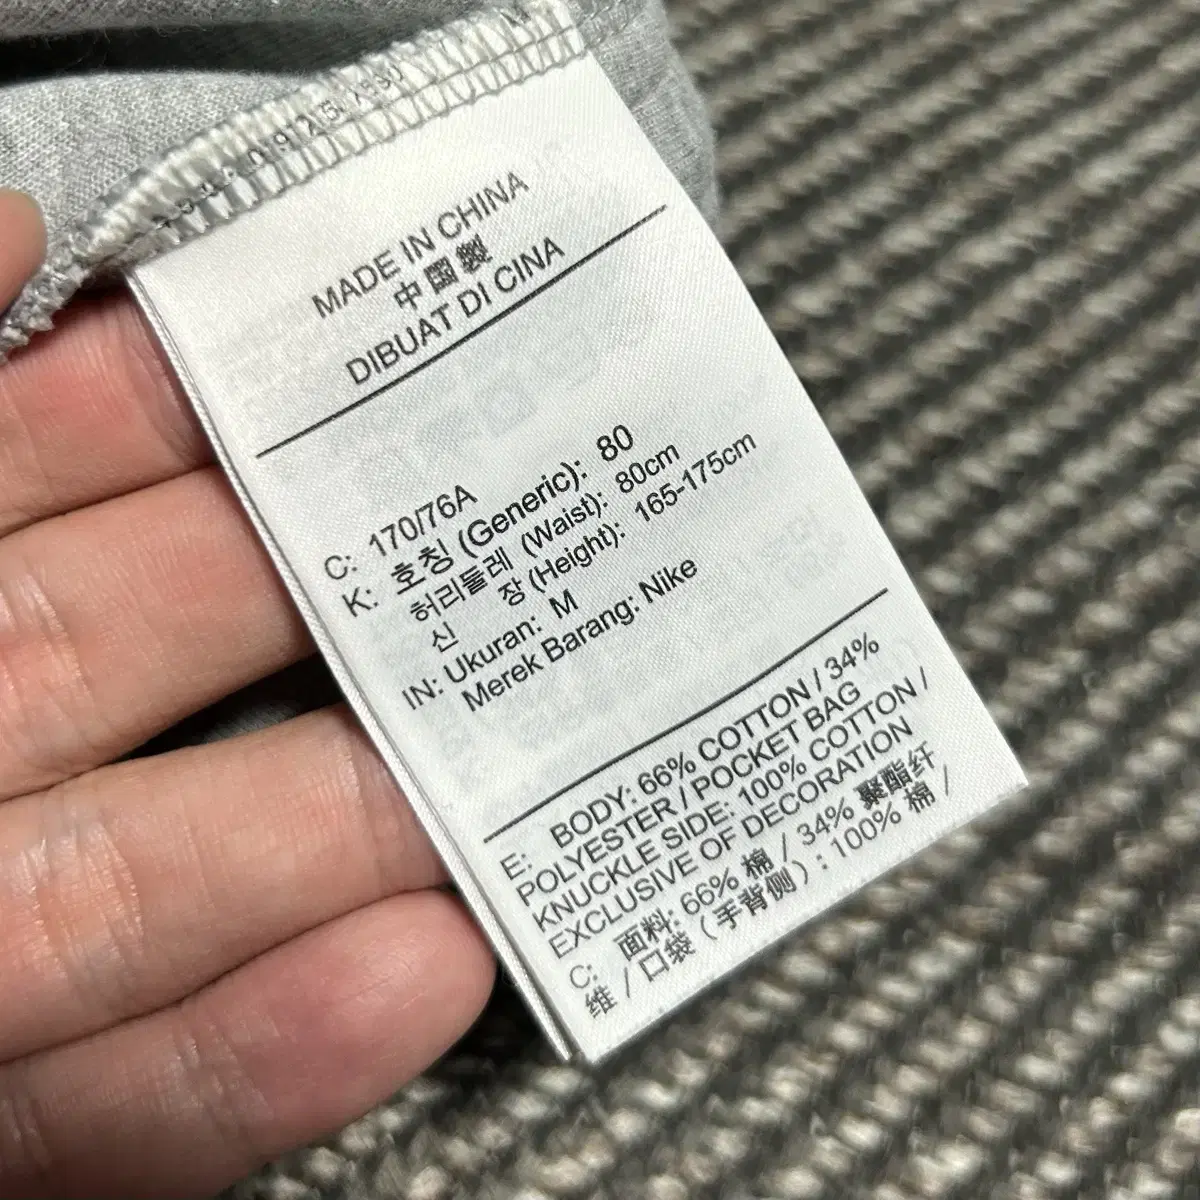 MADE IN CHINA
中國製
DIBUAT DI CINA
C: 170/76A
K: 호칭 (Generic): 80
허리둘레 (Waist): 80cm
신 장 (Height): 165-175cm
IN: Ukuran: M
Merek Barang: Nike
E: BODY: 66% COTTON / 34%
POLYESTER / POCKET BAG
KNUCKLE SIDE: 100% COTTON /
EXCLUSIVE OF DECORATION
C: 面料: 66% 棉 / 34% 聚酯纤
维 / 口袋 (手背侧) : 100% 棉 /